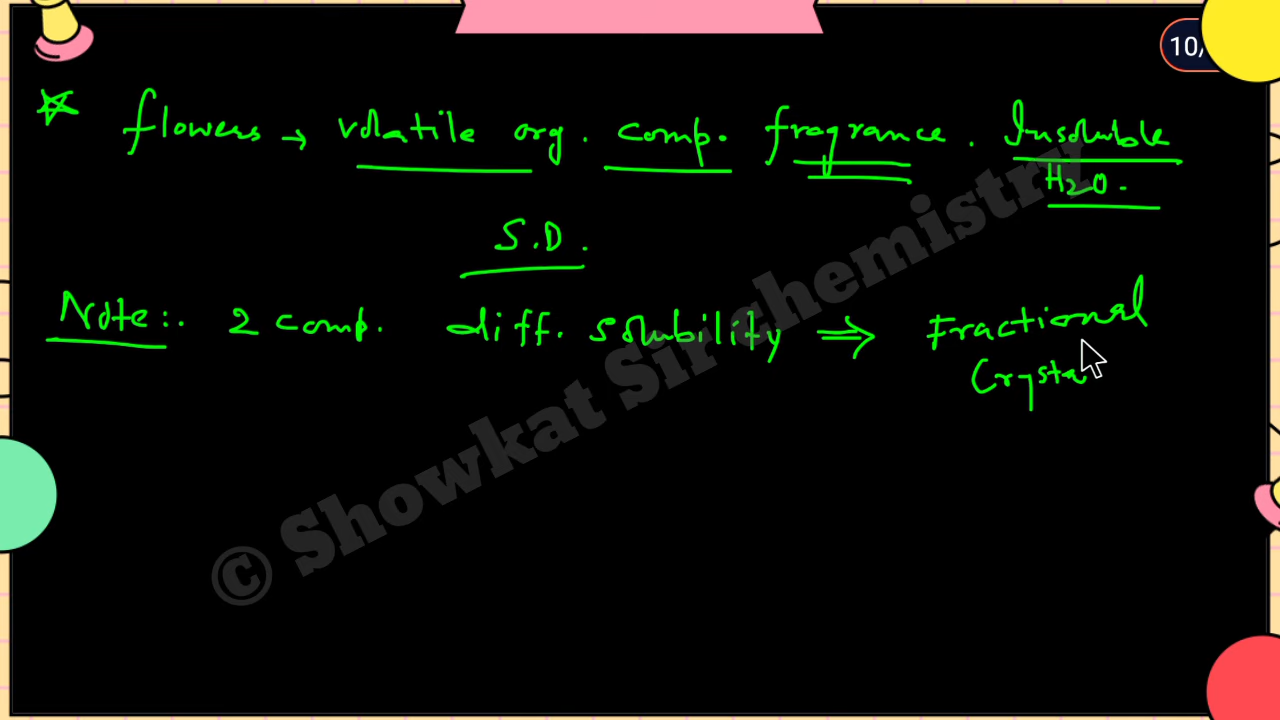 10/
☆ flowers → volatile org. comp. fragrance. Insoluble
H2O.
S.D.
Note:. 2 comp. diff. solubility ⇒ Fractional
Crysta
© Showkat Sir chemistry